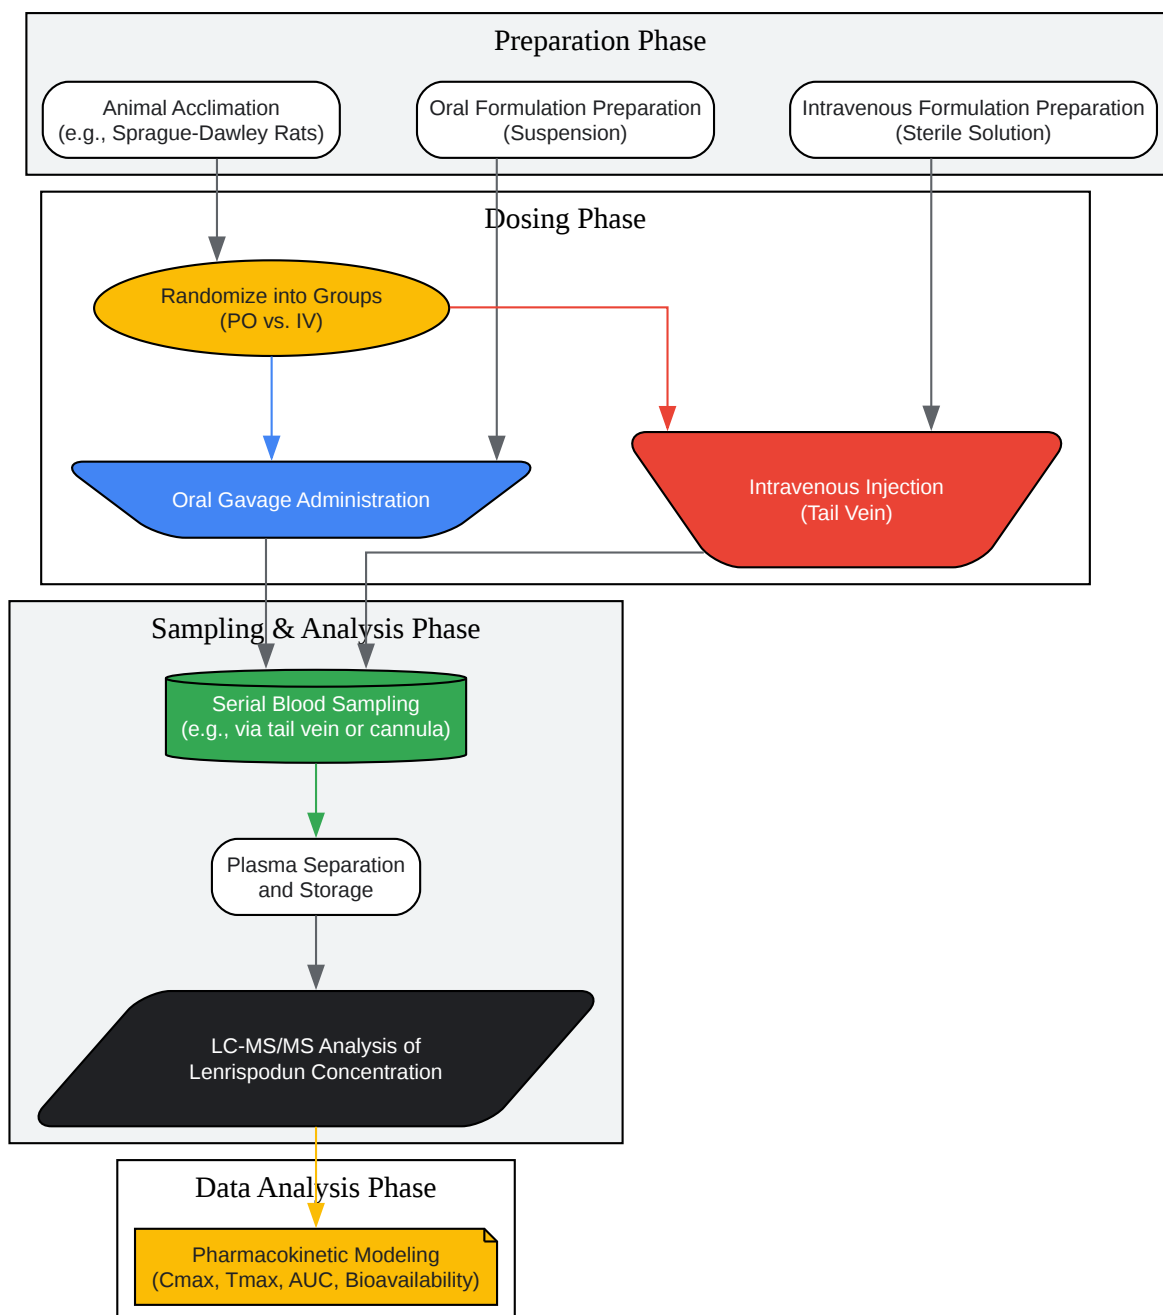 Preparation Phase
Animal Acclimation
(e.g., Sprague-Dawley Rats)
Oral Formulation Preparation
(Suspension)
Intravenous Formulation Preparation
(Sterile Solution)
Dosing Phase
Randomize into Groups
(PO vs. IV)
Oral Gavage Administration
Intravenous Injection
(Tail Vein)
Sampling & Analysis Phase
Serial Blood Sampling
(e.g., via tail vein or cannula)
Plasma Separation
and Storage
LC-MS/MS Analysis of
Lenrispodun Concentration
Data Analysis Phase
Pharmacokinetic Modeling
(Cmax, Tmax, AUC, Bioavailability)